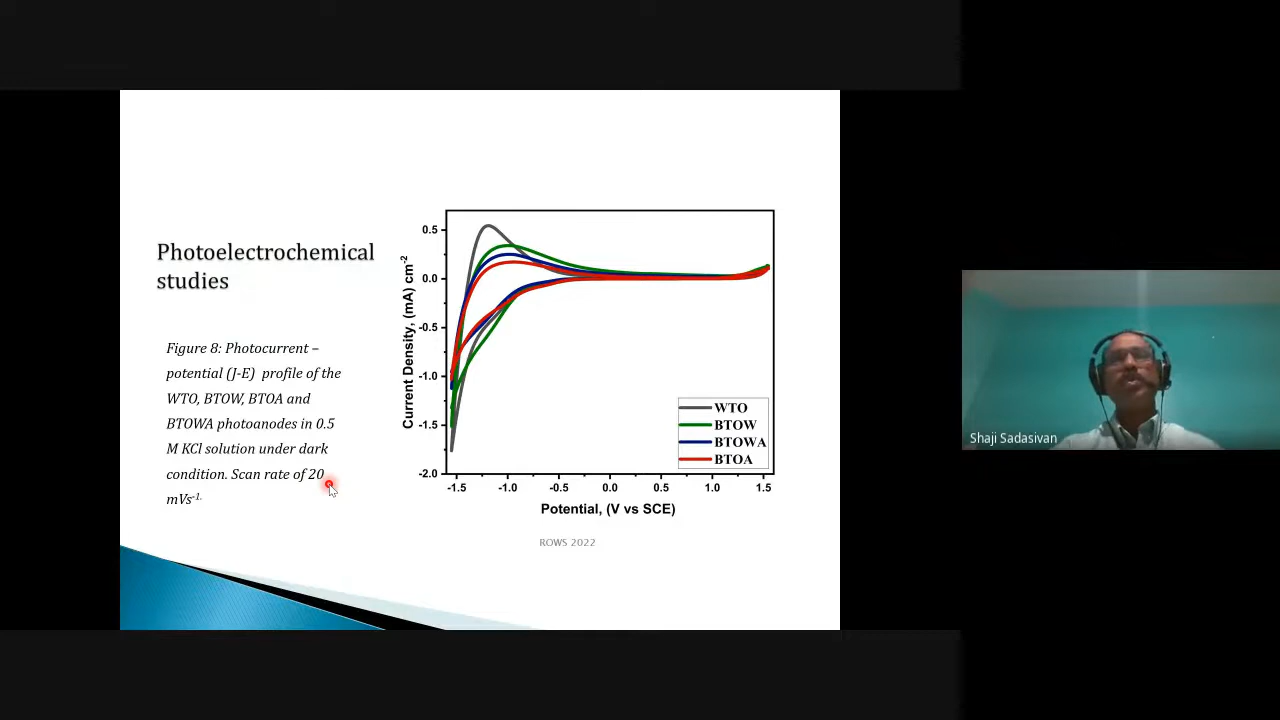 Photoelectrochemical
studies
Figure 8: Photocurrent –
potential (J-E) profile of the
WTO, BTOW, BTOA and
BTOWA photoanodes in 0.5
M KCl solution under dark
condition. Scan rate of 20
mVs-1.
Current Density, (mA) cm-2
0.5
0.0
-0.5
-1.0
-1.5
-2.0
WTO
BTOW
BTOWA
BTOA
-1.5 -1.0 -0.5 0.0 0.5 1.0 1.5
Potential, (V vs SCE)
ROWS 2022
Shaji Sadasivan